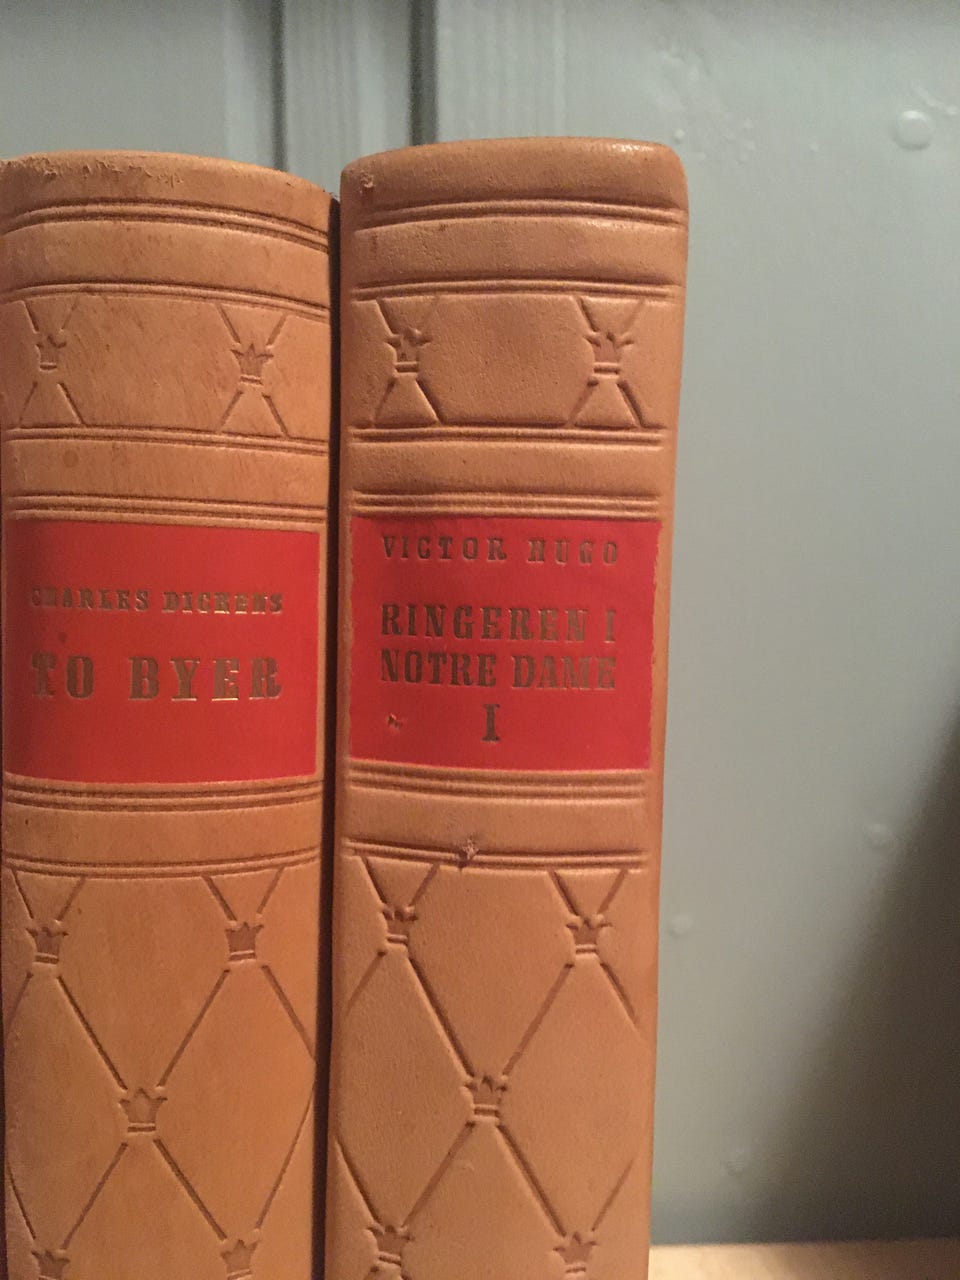 CHARLES DICKENS
TO BYER
VICTOR HUGO
RINGEREN I
NOTRE DAME
I